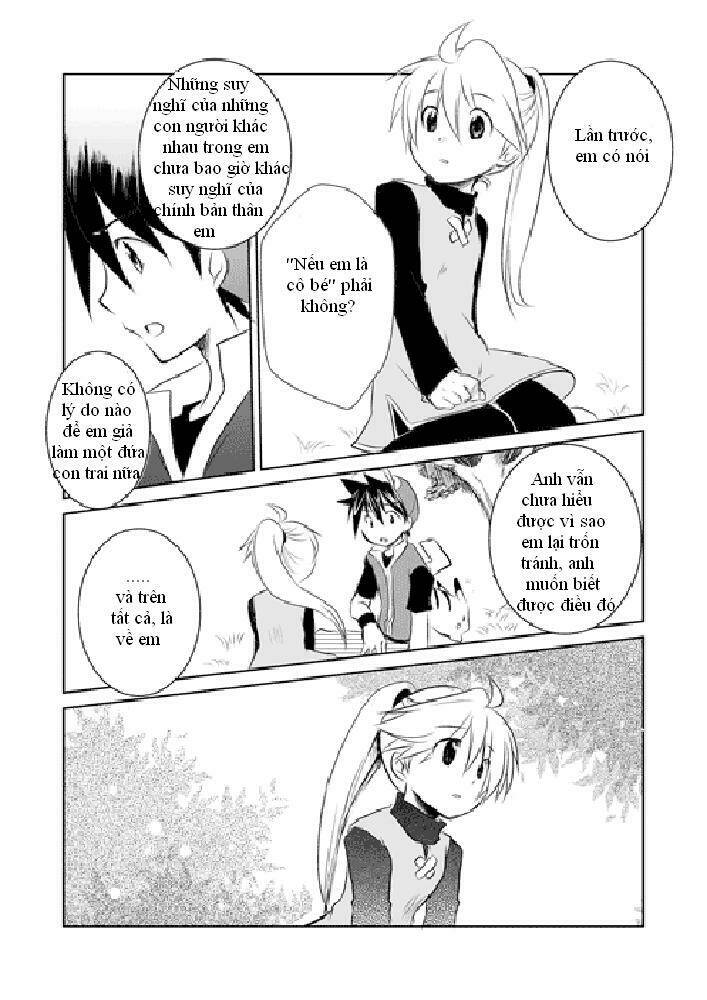 Lần trước,
em có nói
"Nếu em là
cô bé" phải
không?
Những suy
nghĩ của những
con người khác
nhau trong em
chưa bao giờ khác
suy nghĩ của
chính bản thân
em
Không có
lý do nào
để em giả
làm một đứa
con trai nữa
Anh vẫn
chưa hiểu
được vì sao
em lại trốn
tránh, anh
muốn biết
được điều đó
.....
và trên
tất cả, là
về em